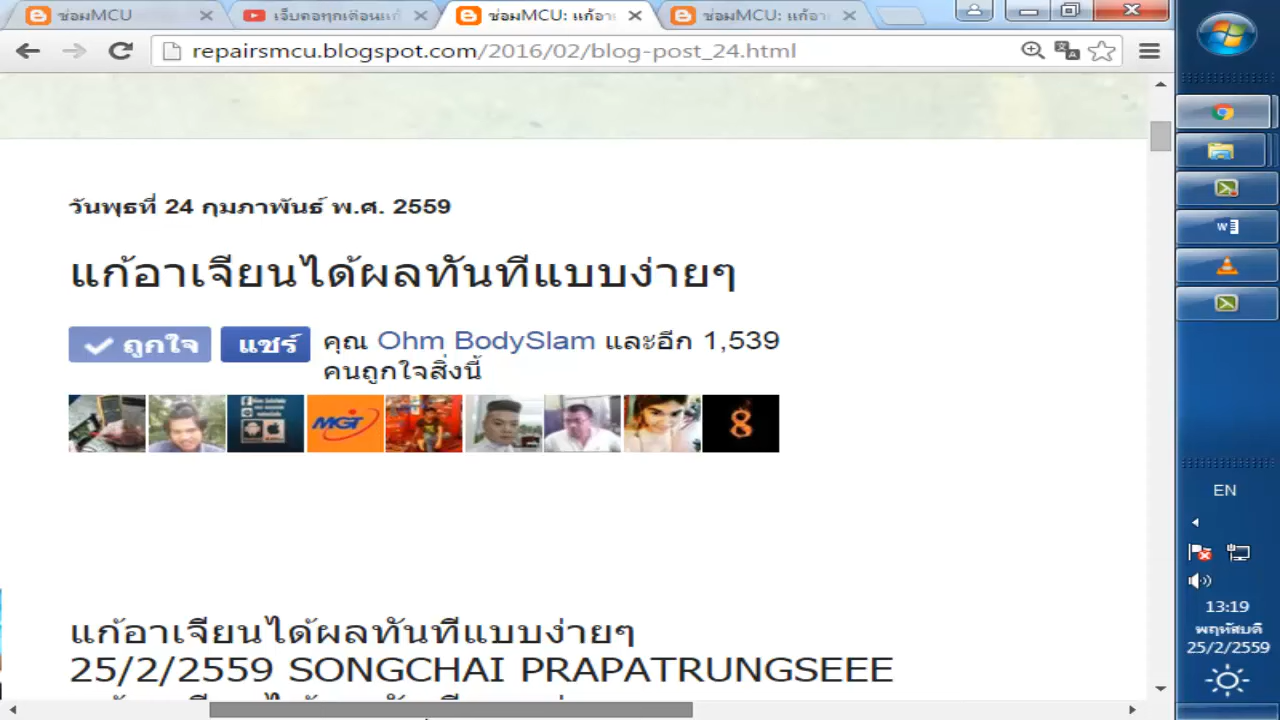 ซ่อมMCU
เจ็บคอทุกเดือนแก้
ซ่อมMCU: แก้อา
ซ่อมMCU: แก้อา
repairsmcu.blogspot.com/2016/02/blog-post_24.html
วันพุธที่ 24 กุมภาพันธ์ พ.ศ. 2559
แก้อาเจียนได้ผลทันทีแบบง่ายๆ
ถูกใจ แชร์ คุณ Ohm BodySlam และอีก 1,539
คนถูกใจสิ่งนี้
MGT
8
แก้อาเจียนได้ผลทันทีแบบง่ายๆ
25/2/2559 SONGCHAI PRAPATRUNGSEEE
EN
13:19
พฤหัสบดี
25/2/2559